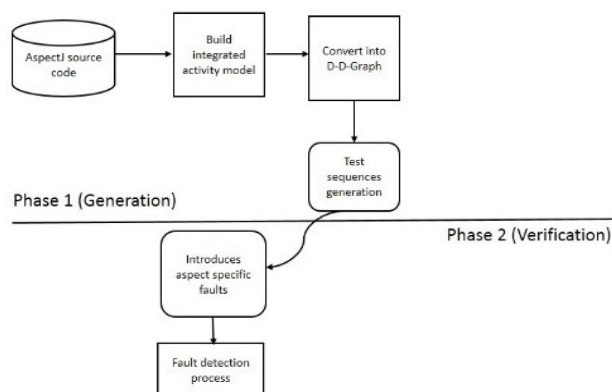 AspectJ source
code
Build
integrated
activity model
Convert into
D-D-Graph
Test
sequences
generation
Phase 1 (Generation)
Phase 2 (Verification)
Introduces
aspect specific
faults
Fault detection
process